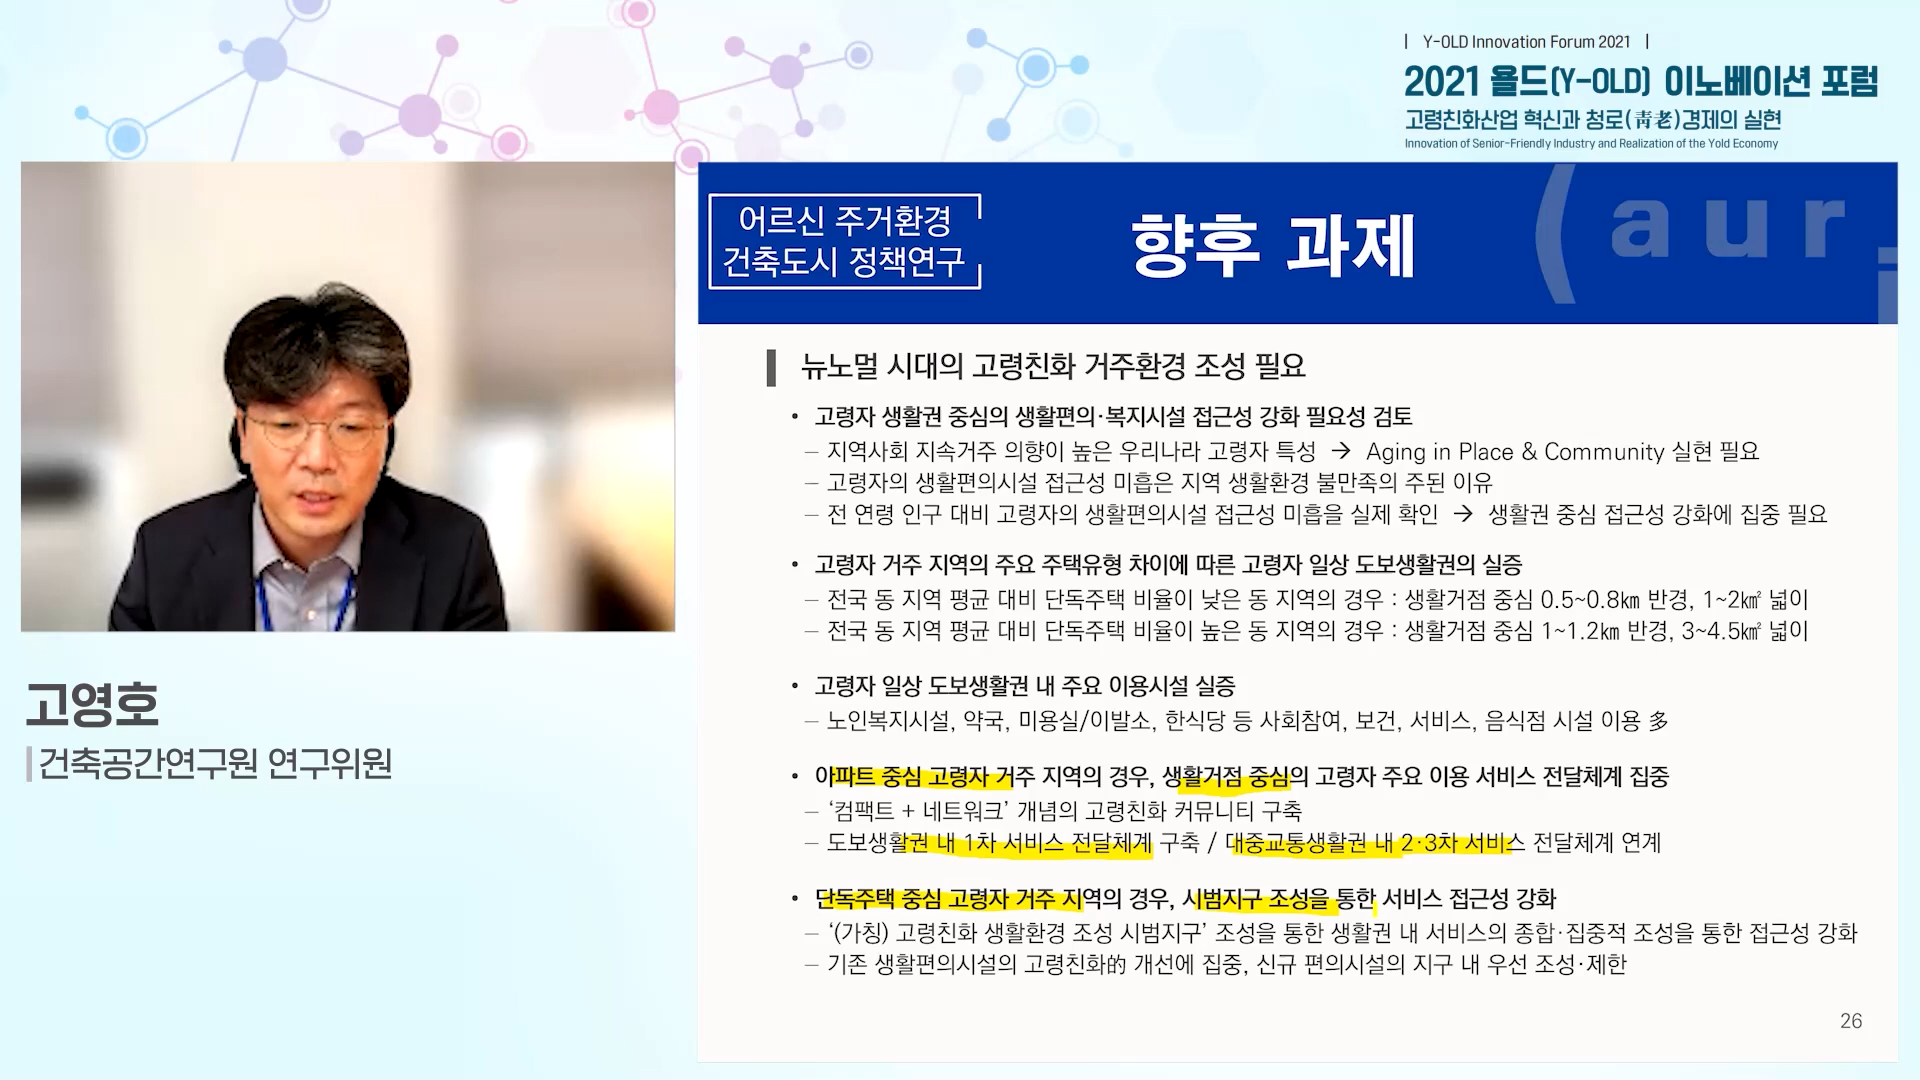 | Y-OLD Innovation Forum 2021 |
2021 욜드(Y-OLD) 이노베이션 포럼
고령친화산업 혁신과 청로(靑老)경제의 실현
Innovation of Senior-Friendly Industry and Realization of the Yold Economy
어르신 주거환경
건축도시 정책연구
향후 과제
(auri
뉴노멀 시대의 고령친화 거주환경 조성 필요
• 고령자 생활권 중심의 생활편의·복지시설 접근성 강화 필요성 검토
– 지역사회 지속거주 의향이 높은 우리나라 고령자 특성 → Aging in Place & Community 실현 필요
– 고령자의 생활편의시설 접근성 미흡은 지역 생활환경 불만족의 주된 이유
– 전 연령 인구 대비 고령자의 생활편의시설 접근성 미흡을 실제 확인 → 생활권 중심 접근성 강화에 집중 필요
• 고령자 거주 지역의 주요 주택유형 차이에 따른 고령자 일상 도보생활권의 실증
– 전국 동 지역 평균 대비 단독주택 비율이 낮은 동 지역의 경우 : 생활거점 중심 0.5~0.8㎞ 반경, 1~2㎢ 넓이
– 전국 동 지역 평균 대비 단독주택 비율이 높은 동 지역의 경우 : 생활거점 중심 1~1.2㎞ 반경, 3~4.5㎢ 넓이
• 고령자 일상 도보생활권 내 주요 이용시설 실증
– 노인복지시설, 약국, 미용실/이발소, 한식당 등 사회참여, 보건, 서비스, 음식점 시설 이용 多
• 아파트 중심 고령자 거주 지역의 경우, 생활거점 중심의 고령자 주요 이용 서비스 전달체계 집중
– ‘컴팩트 + 네트워크’ 개념의 고령친화 커뮤니티 구축
– 도보생활권 내 1차 서비스 전달체계 구축 / 대중교통생활권 내 2·3차 서비스 전달체계 연계
• 단독주택 중심 고령자 거주 지역의 경우, 시범지구 조성을 통한 서비스 접근성 강화
– ‘(가칭) 고령친화 생활환경 조성 시범지구’ 조성을 통한 생활권 내 서비스의 종합·집중적 조성을 통한 접근성 강화
– 기존 생활편의시설의 고령친화的 개선에 집중, 신규 편의시설의 지구 내 우선 조성·제한
26
고영호
건축공간연구원 연구위원